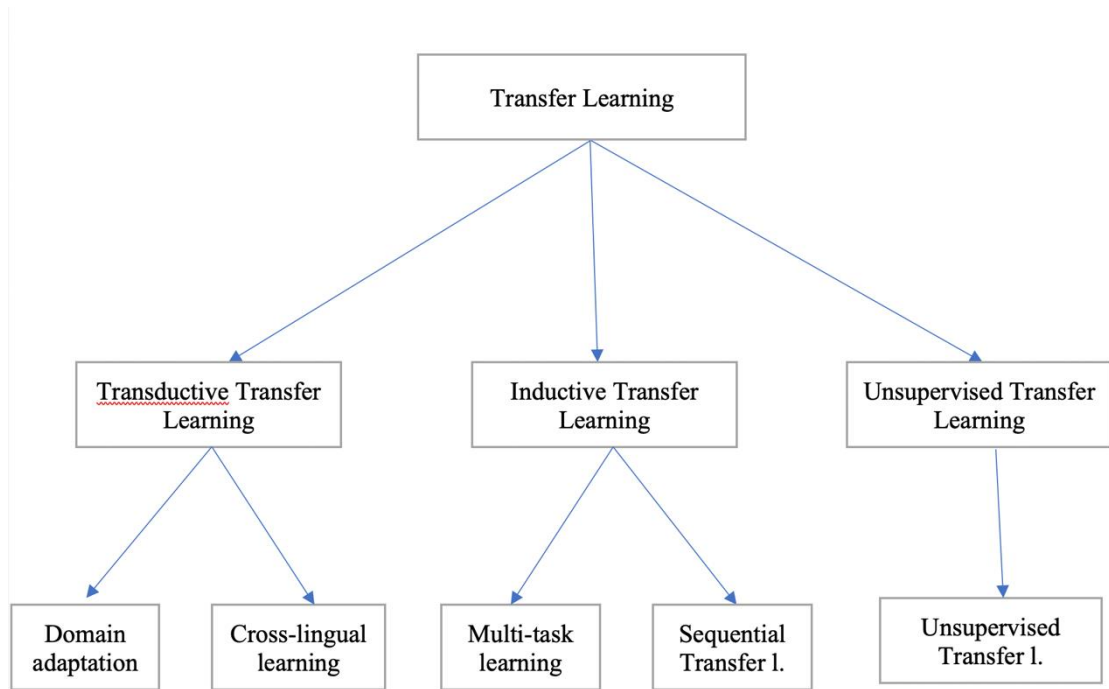 Transfer Learning
Transductive Transfer
Learning
Inductive Transfer
Learning
Unsupervised Transfer
Learning
Domain
adaptation
Cross-lingual
learning
Multi-task
learning
Sequential
Transfer l.
Unsupervised
Transfer l.